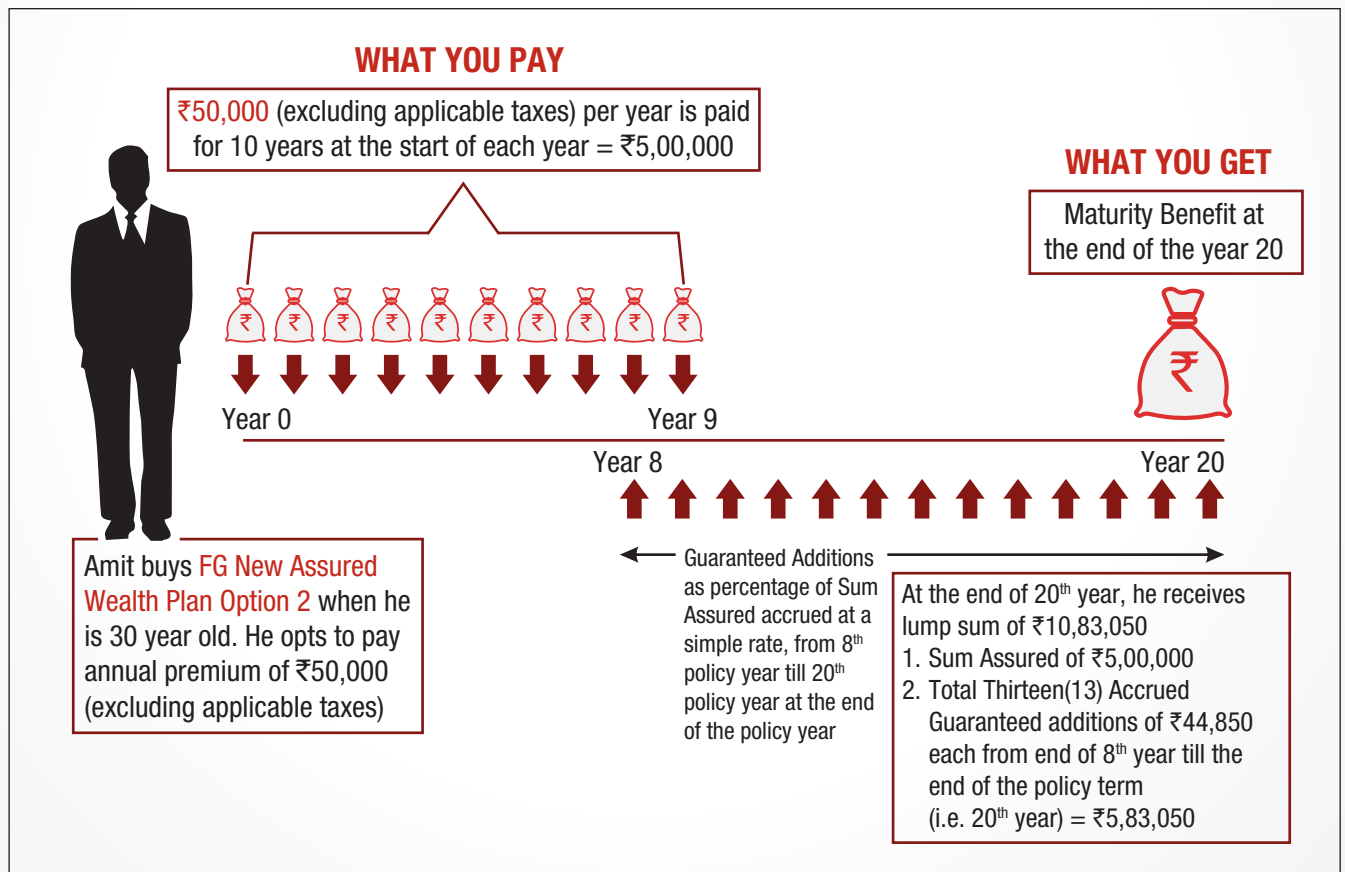 WHAT YOU PAY
₹50,000 (excluding applicable taxes) per year is paid
for 10 years at the start of each year = ₹5,00,000
WHAT YOU GET
Maturity Benefit at
the end of the year 20
₹ ₹ ₹ ₹ ₹ ₹ ₹ ₹ ₹ ₹
₹
Year 0
Year 9
Year 8
Year 20
Amit buys FG New Assured
Wealth Plan Option 2 when he
is 30 year old. He opts to pay
annual premium of ₹50,000
(excluding applicable taxes)
Guaranteed Additions
as percentage of Sum
Assured accrued at a
simple rate, from 8th
policy year till 20th
policy year at the end
of the policy year
At the end of 20th year, he receives
lump sum of ₹10,83,050
1. Sum Assured of ₹5,00,000
2. Total Thirteen(13) Accrued
Guaranteed additions of ₹44,850
each from end of 8th year till the
end of the policy term
(i.e. 20th year) = ₹5,83,050